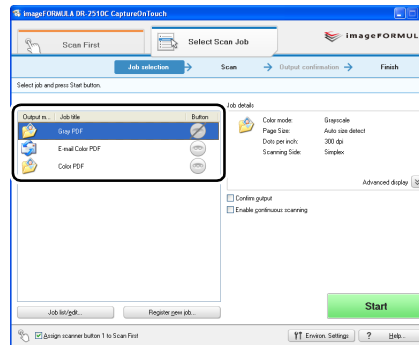 imageFORMULA DR-2510C CaptureOnTouch
Scan First
Select Scan Job
imageFORMUL
Job selection
Scan
Output confirmation
Finish
Select job and press Start button.
Output m... Job title Button
Gray PDF
E-mail Color PDF
Color PDF
Job details
Color mode: Grayscale
Page Size: Auto size detect
Dots per inch: 300 dpi
Scanning Side: Simplex
Advanced display
Confirm output
Enable continuous scanning
Job list/edit...
Register new job...
Start
Assign scanner button 1 to Scan First
Environ. Settings
? Help...